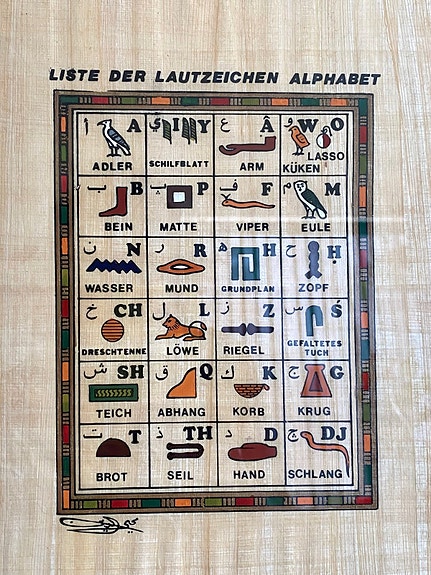 LISTE DER LAUTZEICHEN ALPHABET
أ A ي I Y ع Â و W O
LASSO
ADLER SCHILFBLATT ARM KÜKEN
ب B ب P ف F م M
BEIN MATTE VIPER EULE
ن N ر R ه H ح Ḥ
WASSER MUND GRUNDPLAN ZOPF
خ CH ل L ز Z س Ś
DRESCHTENNE LÖWE RIEGEL GEFALTETES
TUCH
ش SH ق Q ك K ج G
TEICH ABHANG KORB KRUG
ت T ذ TH د D ج DJ
BROT SEIL HAND SCHLANG